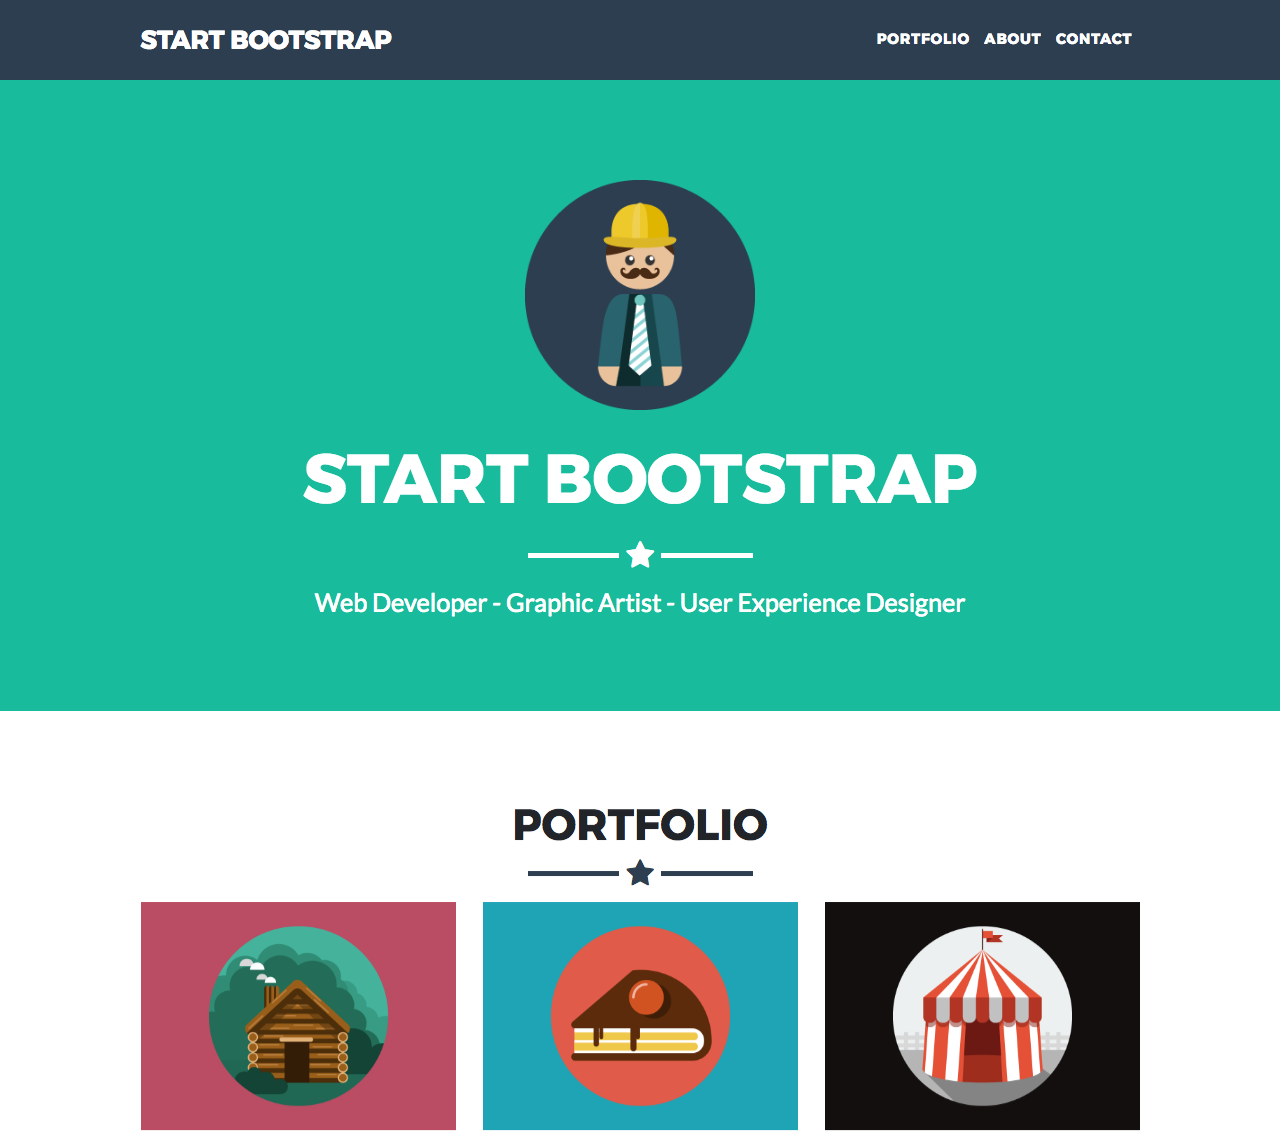 START BOOTSTRAP
PORTFOLIO ABOUT CONTACT
START BOOTSTRAP
Web Developer - Graphic Artist - User Experience Designer
PORTFOLIO